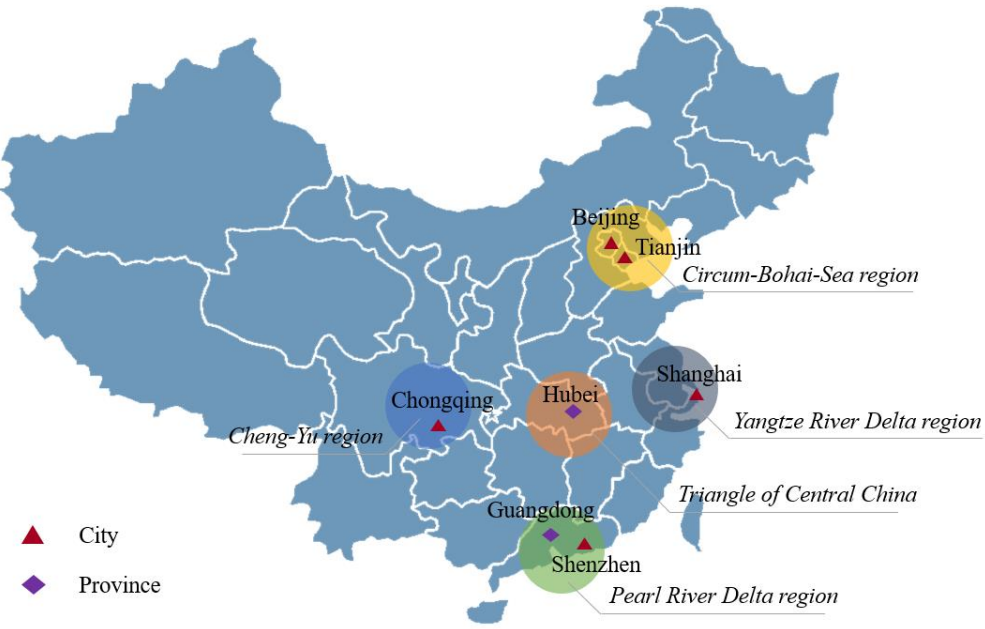 Beijing
Tianjin
Circum-Bohai-Sea region
Shanghai
Hubei
Chongqing
Yangtze River Delta region
Cheng-Yu region
Triangle of Central China
Guangdong
City
Shenzhen
Province
Pearl River Delta region